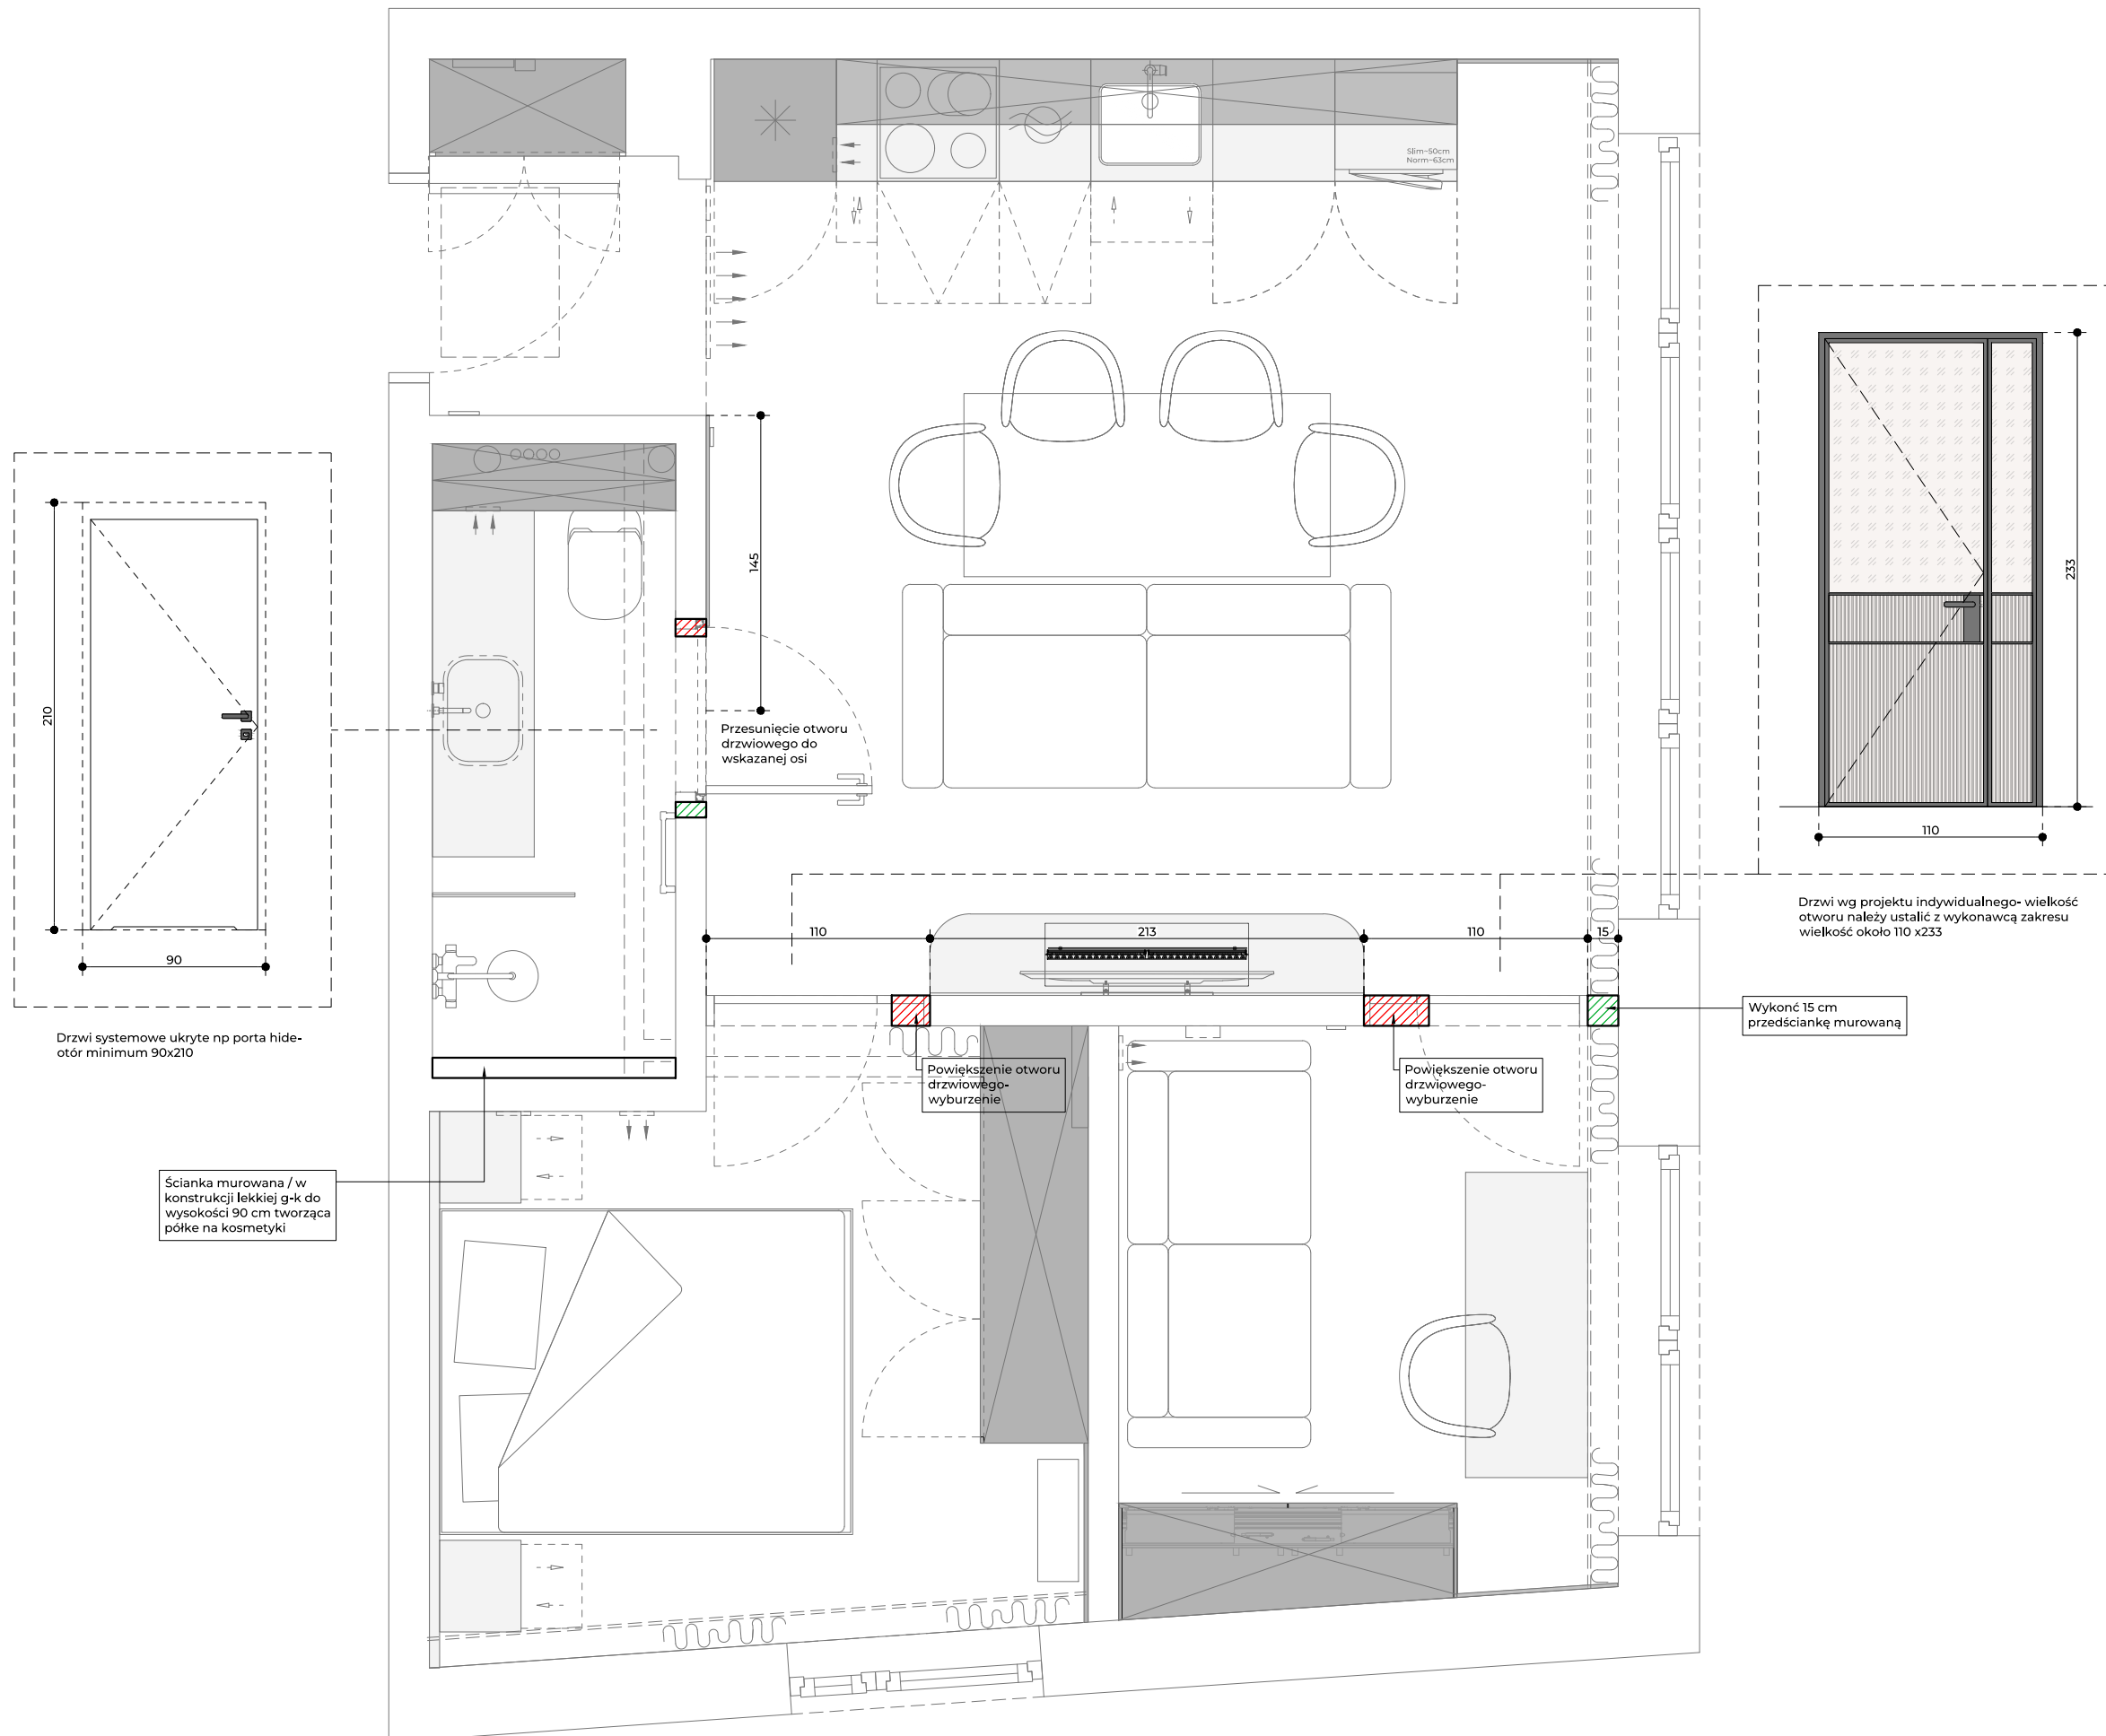 Slim-50cm
Norm-63cm
145
Przesunięcie otworu
drzwiowego do
wskazanej osi
210
90
Drzwi systemowe ukryte np porta hide-
otór minimum 90x210
233
110
Drzwi wg projektu indywidualnego- wielkość
otworu należy ustalić z wykonawcą zakresu
wielkość około 110 x233
110
213
110
15
Wykonć 15 cm
przedściankę murowaną
Powiększenie otworu
drzwiowego-
wyburzenie
Powiększenie otworu
drzwiowego-
wyburzenie
Ścianka murowana / w
konstrukcji lekkiej g-k do
wysokości 90 cm tworząca
półke na kosmetyki